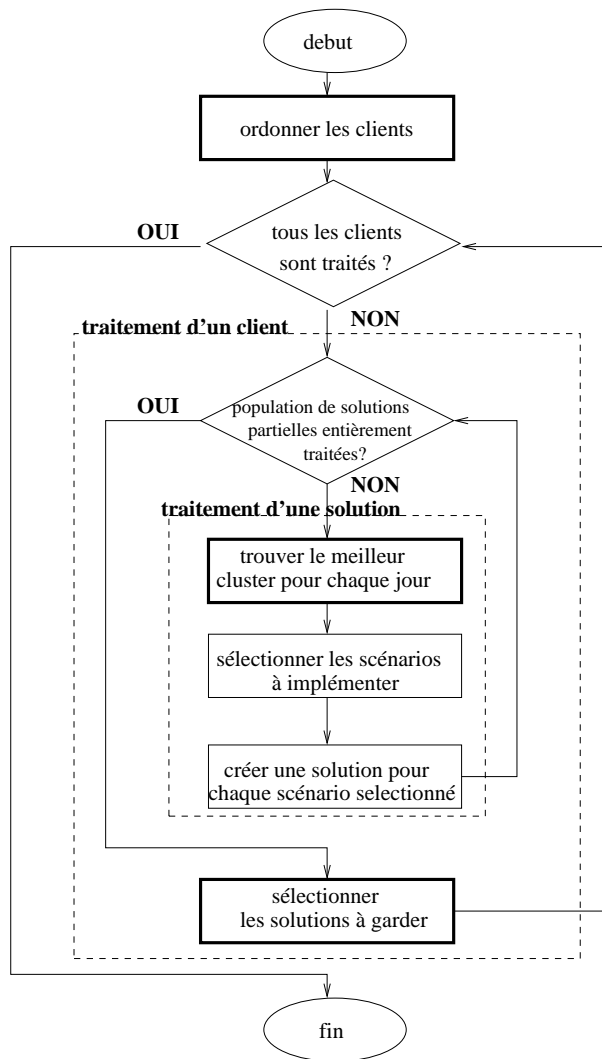 debut
ordonner les clients
OUI
tous les clients
sont traités ?
NON
traitement d'un client
OUI
population de solutions
partielles entièrement
traitées?
NON
traitement d'une solution
trouver le meilleur
cluster pour chaque jour
sélectionner les scénarios
à implémenter
créer une solution pour
chaque scénario selectionné
sélectionner
les solutions à garder
fin